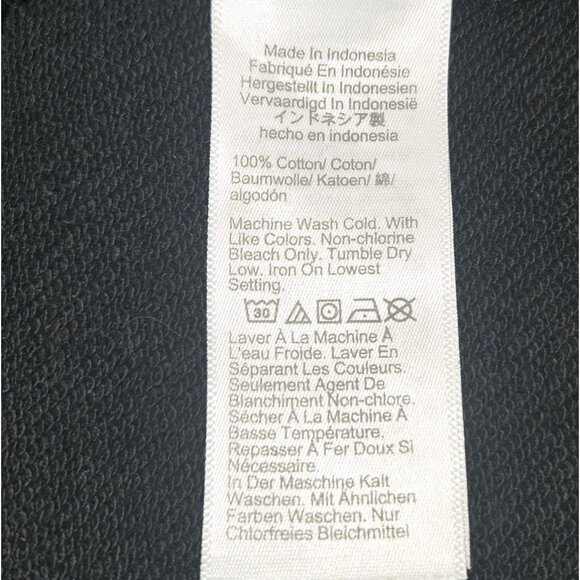 Made In Indonesia
Fabriqué En Indonésie
Hergestellt In Indonesien
Vervaardigd In Indonesië
インドネシア製
hecho en indonesia
100% Cotton/ Coton/
Baumwolle/ Katoen/ 綿/
algodón
Machine Wash Cold. With
Like Colors. Non-chlorine
Bleach Only. Tumble Dry
Low. Iron On Lowest
Setting.
30
Laver À La Machine À
L'eau Froide. Laver En
Séparant Les Couleurs.
Seulement Agent De
Blanchiment Non-chlore.
Sécher À La Machine À
Basse Température.
Repasser À Fer Doux Si
Nécessaire.
In Der Maschine Kalt
Waschen. Mit Ähnlichen
Farben Waschen. Nur
Chlorfreies Bleichmittel